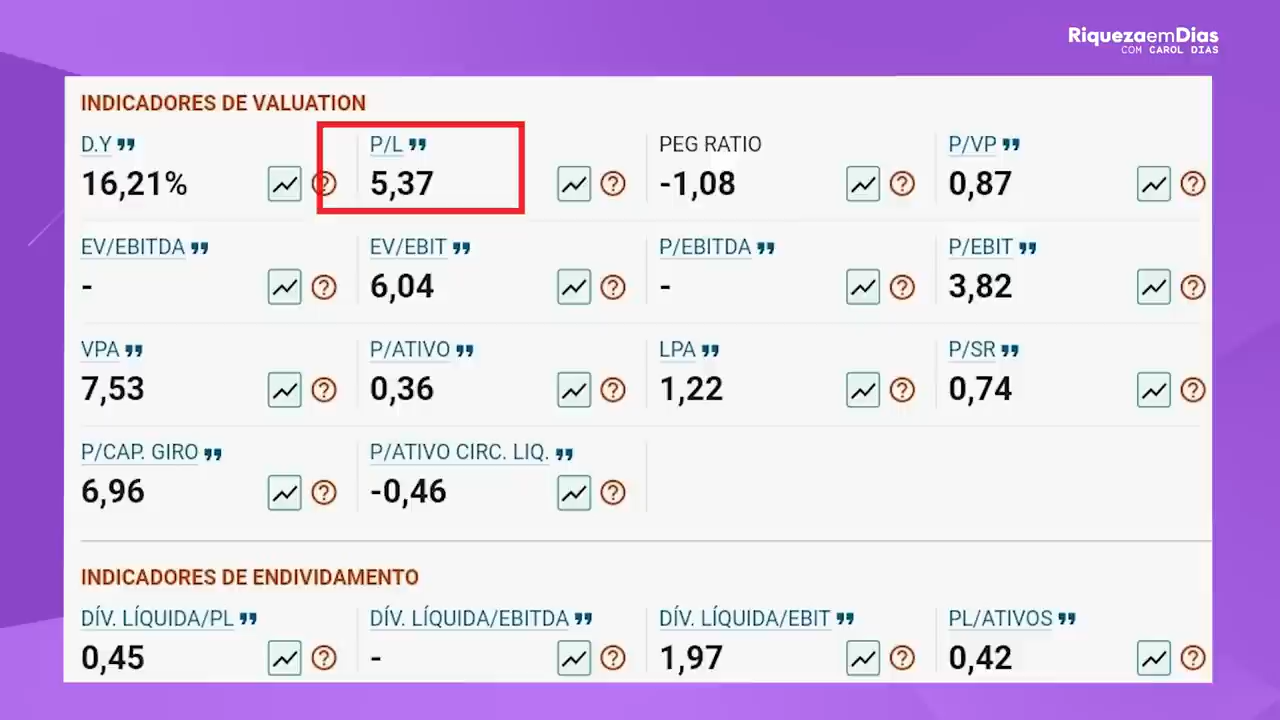 RiquezaemDias
COM CAROL DIAS
INDICADORES DE VALUATION
D.Y P/L PEG RATIO P/VP
16,21% 5,37 -1,08 0,87
EV/EBITDA EV/EBIT P/EBITDA P/EBIT
- 6,04 - 3,82
VPA P/ATIVO LPA P/SR
7,53 0,36 1,22 0,74
P/CAP. GIRO P/ATIVO CIRC. LIQ.
6,96 -0,46
INDICADORES DE ENDIVIDAMENTO
DÍV. LÍQUIDA/PL DÍV. LÍQUIDA/EBITDA DÍV. LÍQUIDA/EBIT PL/ATIVOS
0,45 - 1,97 0,42